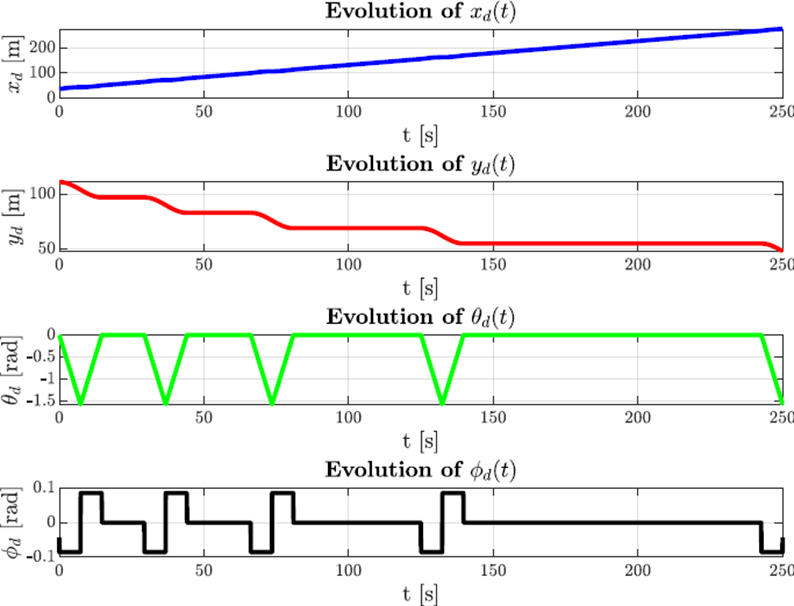 Evolution of x_d(t)
200
100
0
x_d [m]
0 50 100 150 200 250
t [s]
Evolution of y_d(t)
100
50
y_d [m]
0 50 100 150 200 250
t [s]
Evolution of θ_d(t)
0
-0.5
-1
-1.5
θ_d [rad]
0 50 100 150 200 250
t [s]
Evolution of ϕ_d(t)
0.1
0
-0.1
ϕ_d [rad]
0 50 100 150 200 250
t [s]